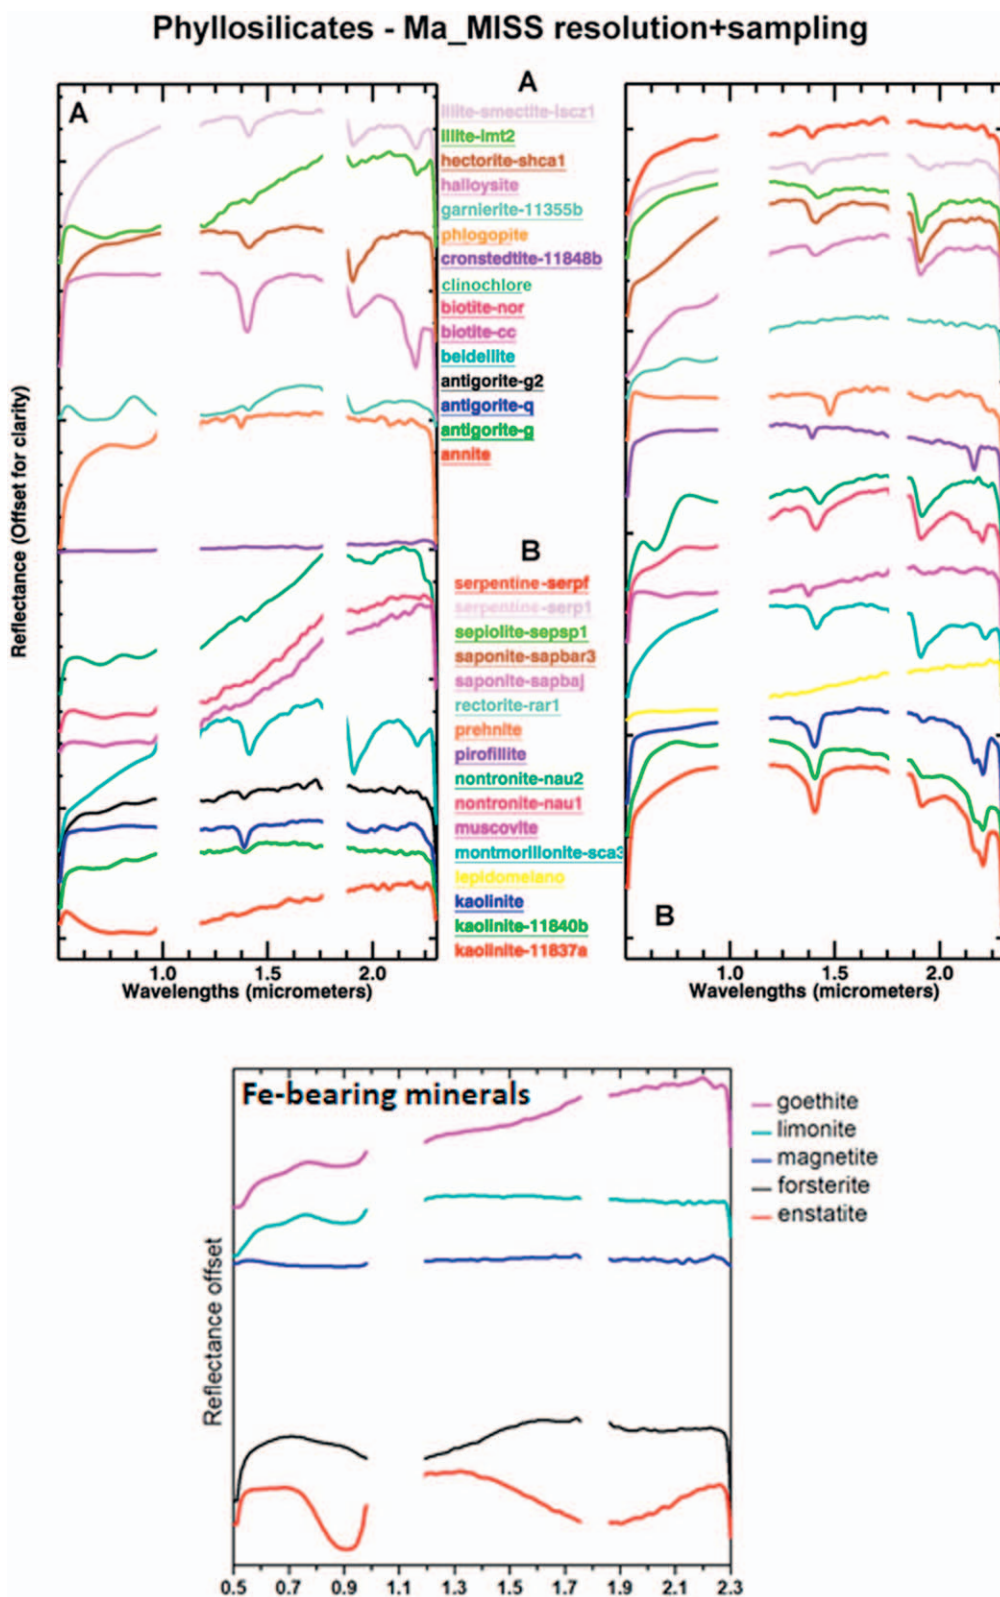 Phyllosilicates - Ma_MISS resolution+sampling
A
A
illite-smectite-iscz1
illite-imt2
hectorite-shca1
halloysite
garnierite-11355b
phlogopite
cronstedtite-11848b
clinochlore
biotite-nor
biotite-cc
beidellite
antigorite-g2
antigorite-q
antigorite-g
annite
B
serpentine-serpf
serpentine-serp1
sepiolite-sepsp1
saponite-sapbar3
saponite-sapbaj
rectorite-rar1
prehnite
pirofillite
nontronite-nau2
nontronite-nau1
muscovite
montmorillonite-sca3
lepidomelano
kaolinite
kaolinite-11840b
kaolinite-11837a
B
Reflectance (Offset for clarity)
1.0 1.5 2.0
Wavelengths (micrometers)
1.0 1.5 2.0
Wavelengths (micrometers)
Fe-bearing minerals
goethite
limonite
magnetite
forsterite
enstatite
Reflectance offset
0.5 0.7 0.9 1.1 1.3 1.5 1.7 1.9 2.1 2.3